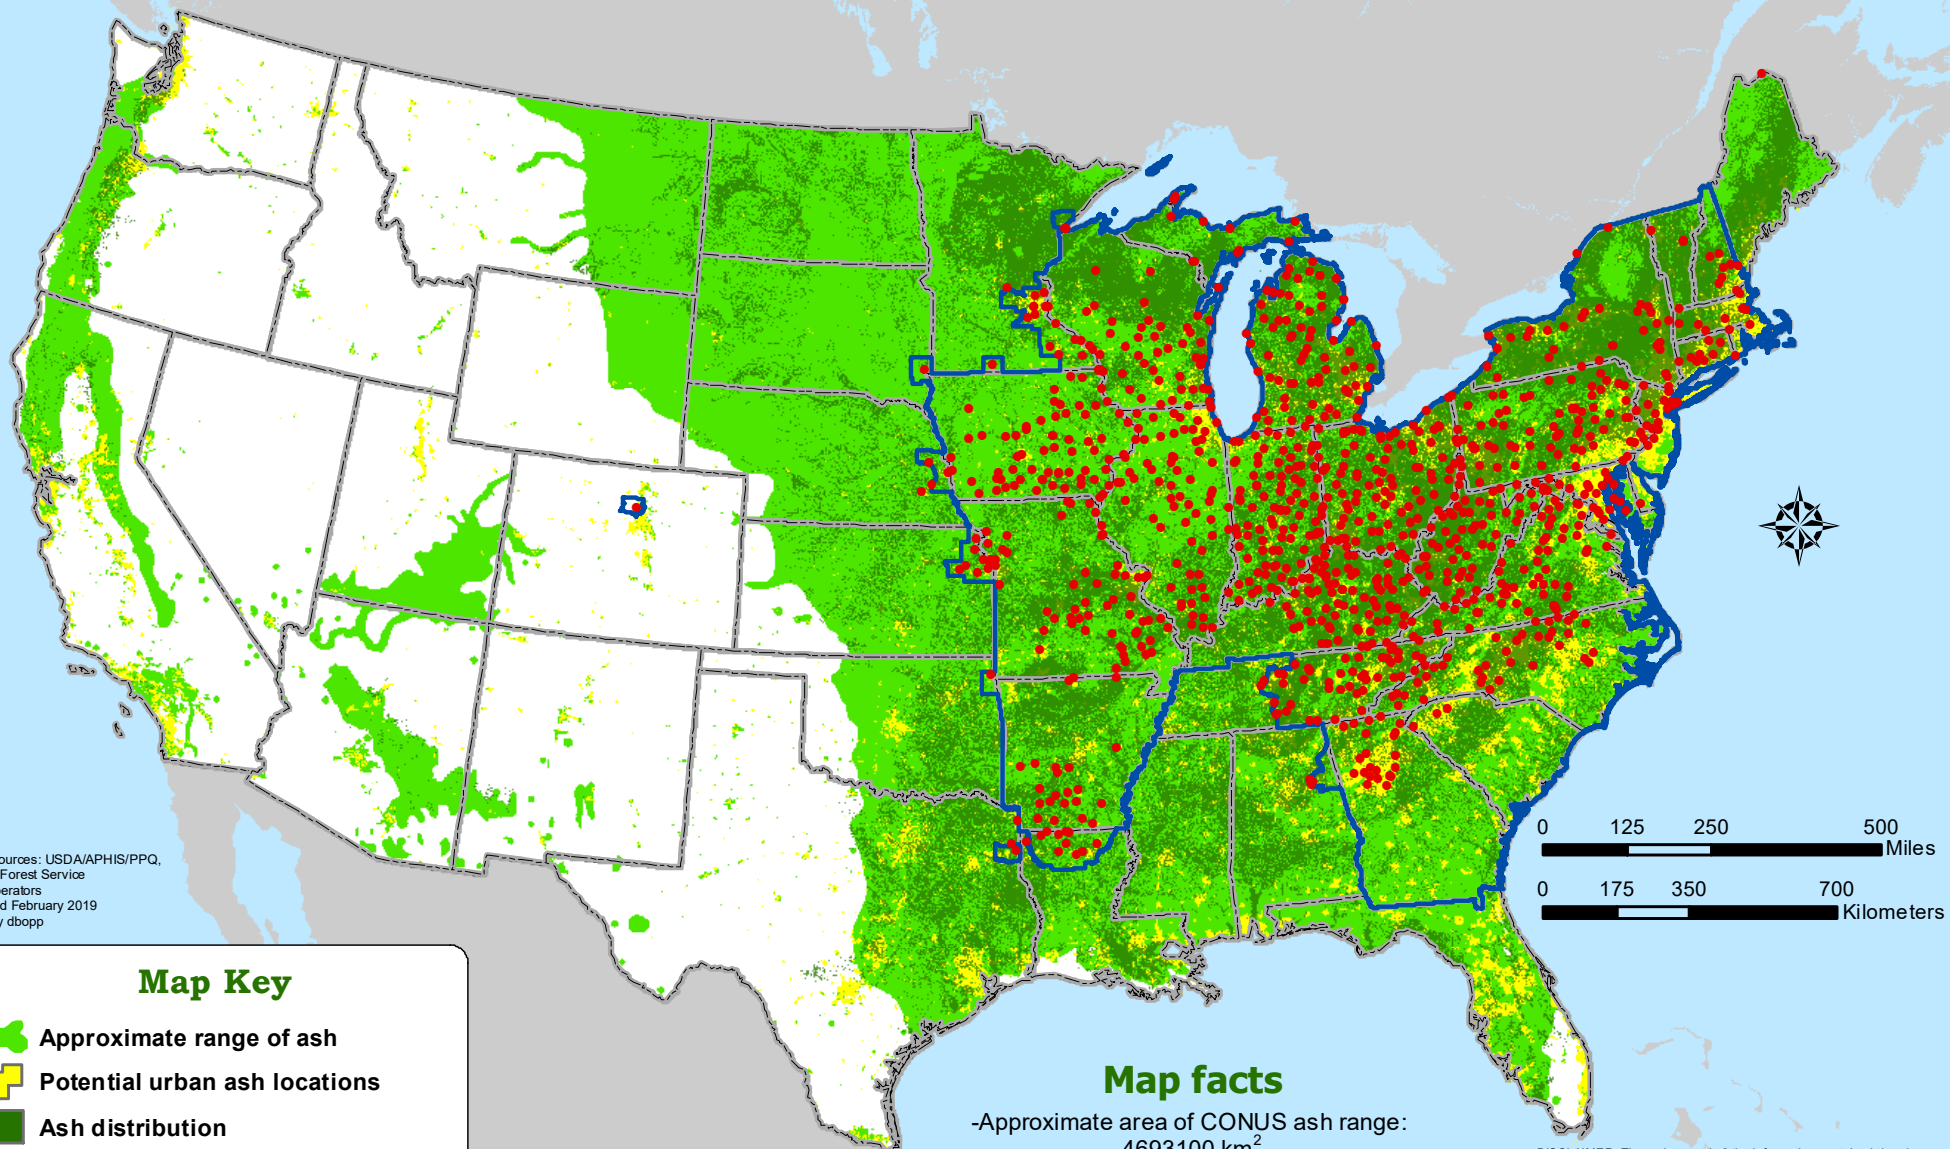 ources: USDA/APHIS/PPQ,
Forest Service
erators
d February 2019
y dbopp
Map Key
Approximate range of ash
Potential urban ash locations
Ash distribution
Map facts
-Approximate area of CONUS ash range:
4693100 km²
0 125 250 500
Miles
0 175 350 700
Kilometers